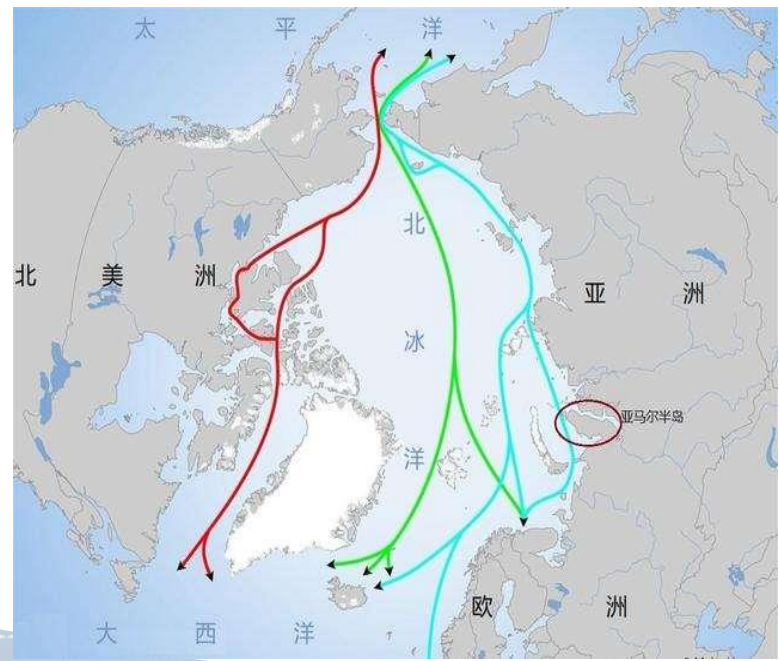 太 平 洋
北 美 洲
北 冰 洋
亚 洲
亚马尔半岛
欧 洲
大 西 洋